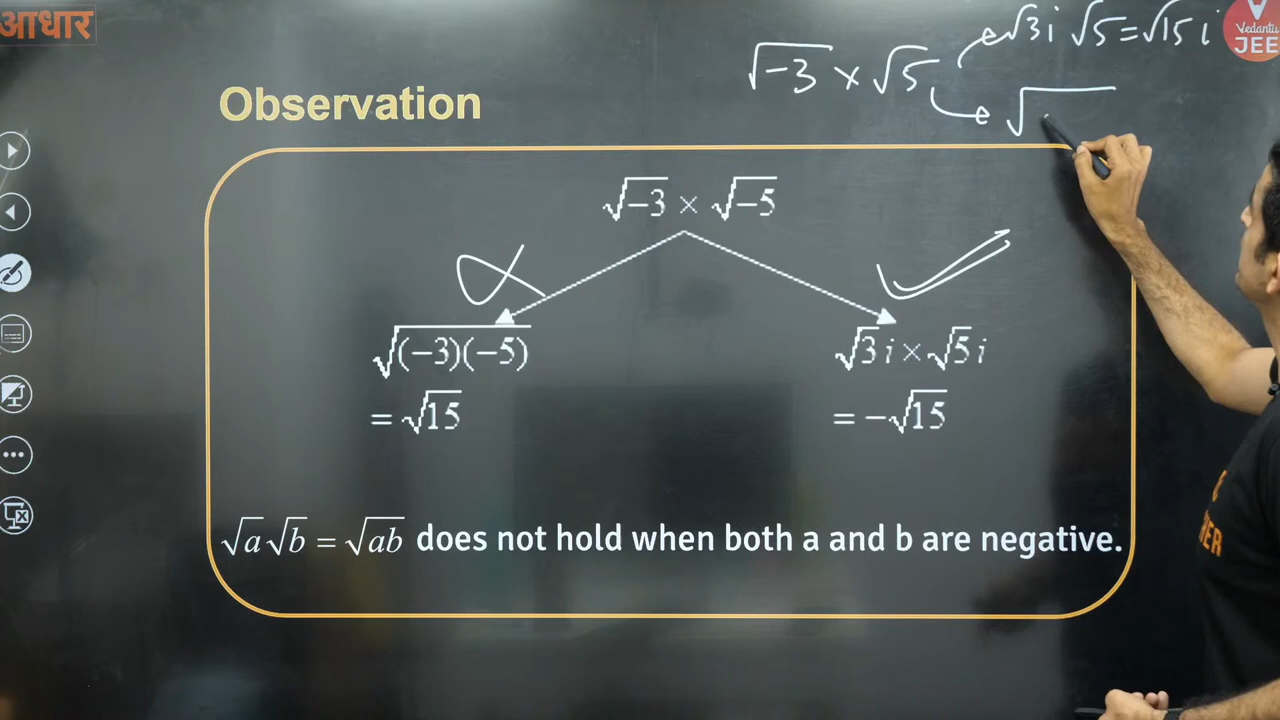 आधार
Vedantu
JEE
√3i √5 = √15 i
√-3 × √5
√
Observation
√-3 × √-5
√(-3)(-5)
= √15
√3 i × √5 i
= -√15
√a√b = √ab does not hold when both a and b are negative.